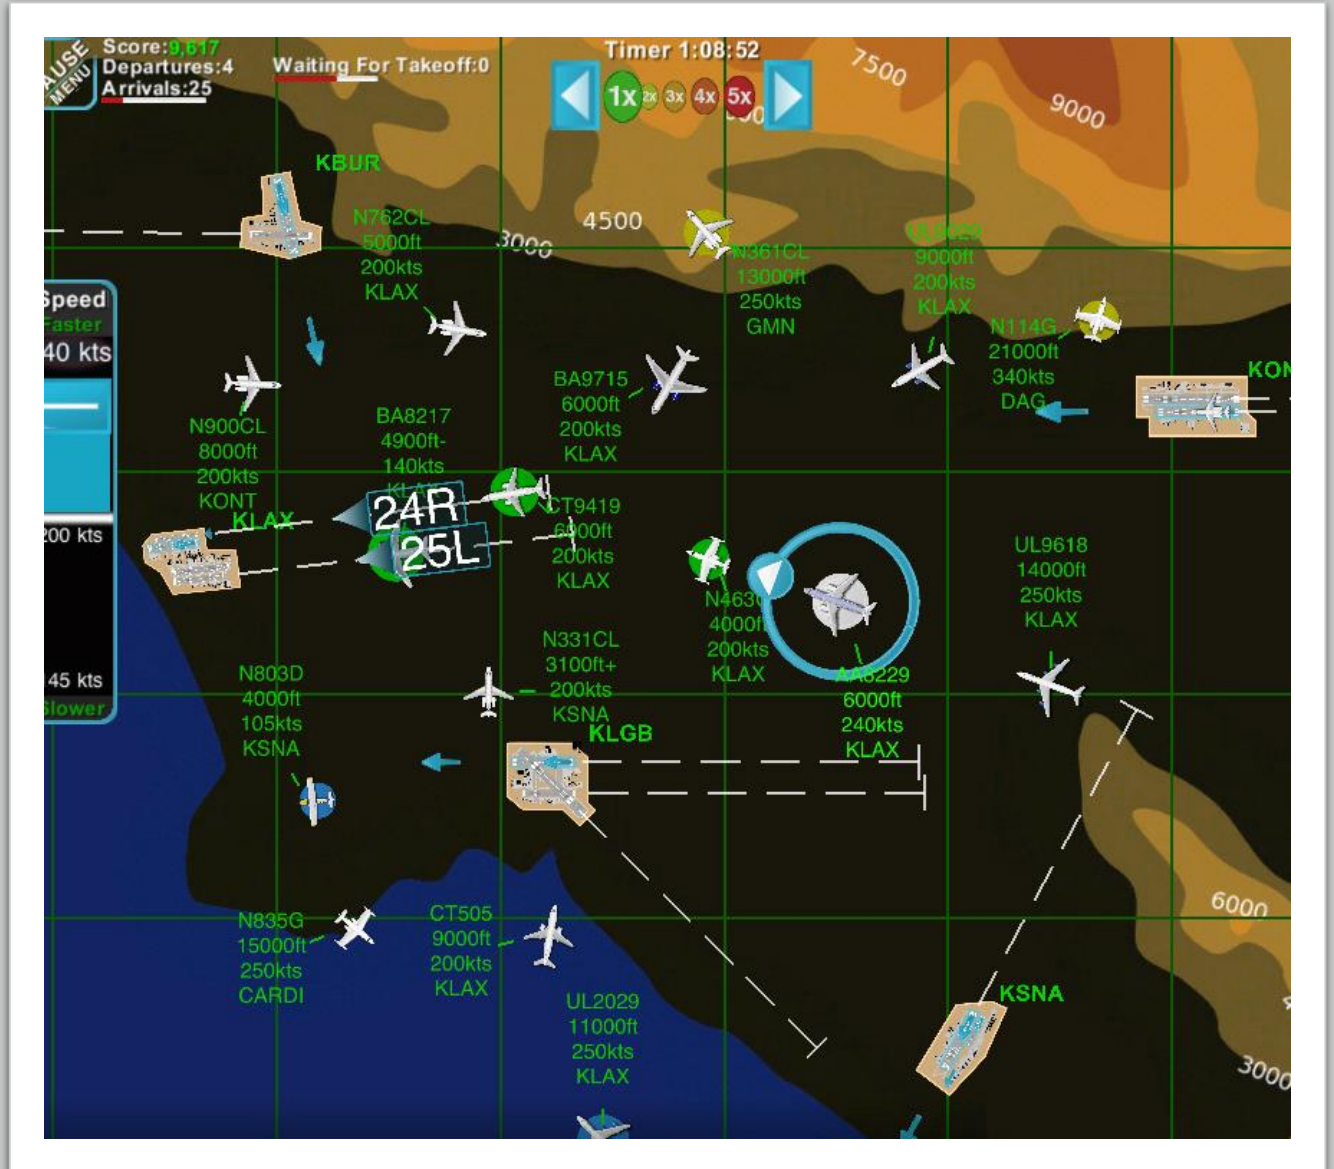 PAUSE
MENU
Score:9,617
Departures:4
Arrivals:25
Waiting For Takeoff:0
Timer 1:08:52
1x 2x 3x 4x 5x
7500
9000
KBUR
4500
3000
N762CL
5000ft
200kts
KLAX
N361CL
13000ft
250kts
GMN
9000ft
200kts
KLAX
N114G
21000ft
340kts
DAG
Speed
Faster
40 kts
200 kts
45 kts
Slower
BA9715
6000ft
200kts
KLAX
N900CL
8000ft
200kts
KONT
BA8217
4900ft-
140kts
KLAX
24R
25L
CT9419
6000ft
200kts
KLAX
UL9618
14000ft
250kts
KLAX
4000ft
200kts
KLAX
N331CL
3100ft+
200kts
KSNA
AA8229
6000ft
240kts
KLAX
N803D
4000ft
105kts
KSNA
KLGB
N835G
15000ft
250kts
CARDI
CT505
9000ft
200kts
KLAX
6000
UL2029
11000ft
250kts
KLAX
KSNA
3000